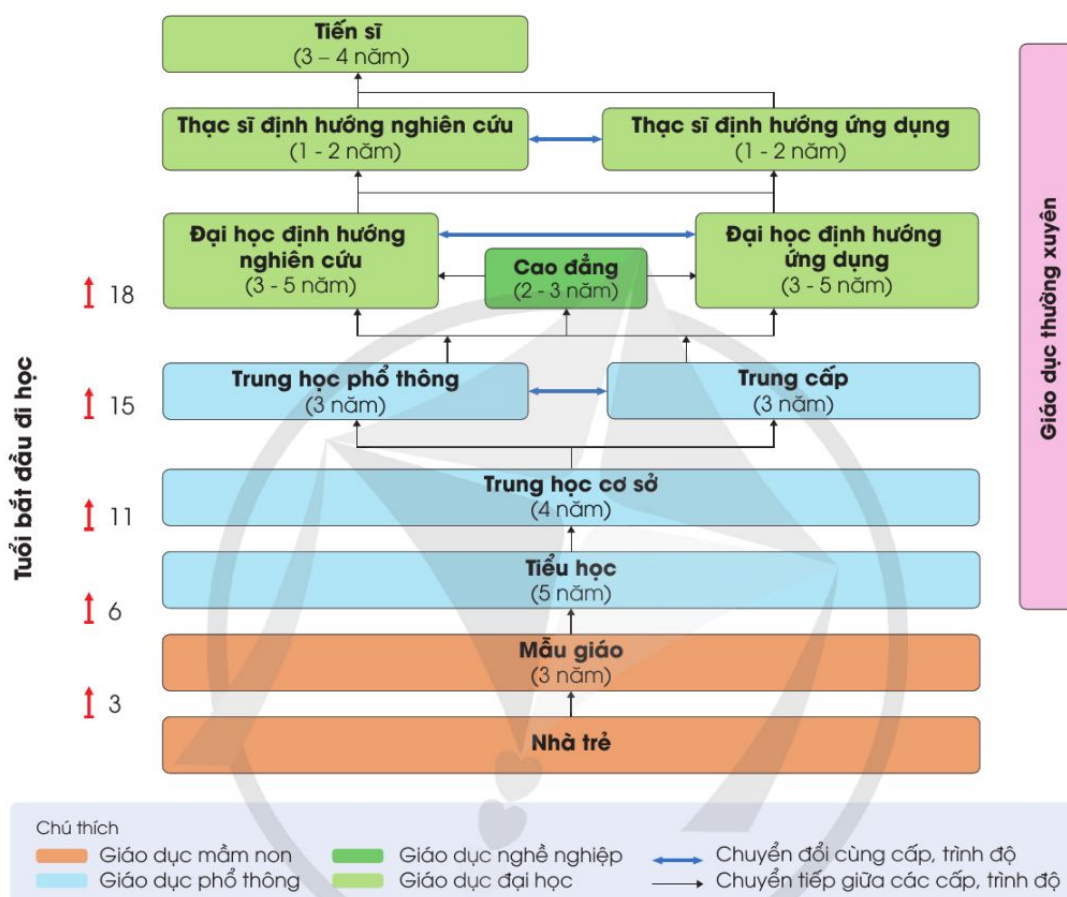 Tiến sĩ
(3 – 4 năm)
Thạc sĩ định hướng nghiên cứu
(1 - 2 năm)
Thạc sĩ định hướng ứng dụng
(1 - 2 năm)
Đại học định hướng
nghiên cứu
(3 - 5 năm)
Cao đẳng
(2 - 3 năm)
Đại học định hướng
ứng dụng
(3 - 5 năm)
18
Trung học phổ thông
(3 năm)
Trung cấp
(3 năm)
15
Trung học cơ sở
(4 năm)
11
Tiểu học
(5 năm)
6
Mẫu giáo
(3 năm)
3
Nhà trẻ
Tuổi bắt đầu đi học
Giáo dục thường xuyên
Chú thích
Giáo dục mầm non
Giáo dục nghề nghiệp
Chuyển đổi cùng cấp, trình độ
Giáo dục phổ thông
Giáo dục đại học
Chuyển tiếp giữa các cấp, trình độ